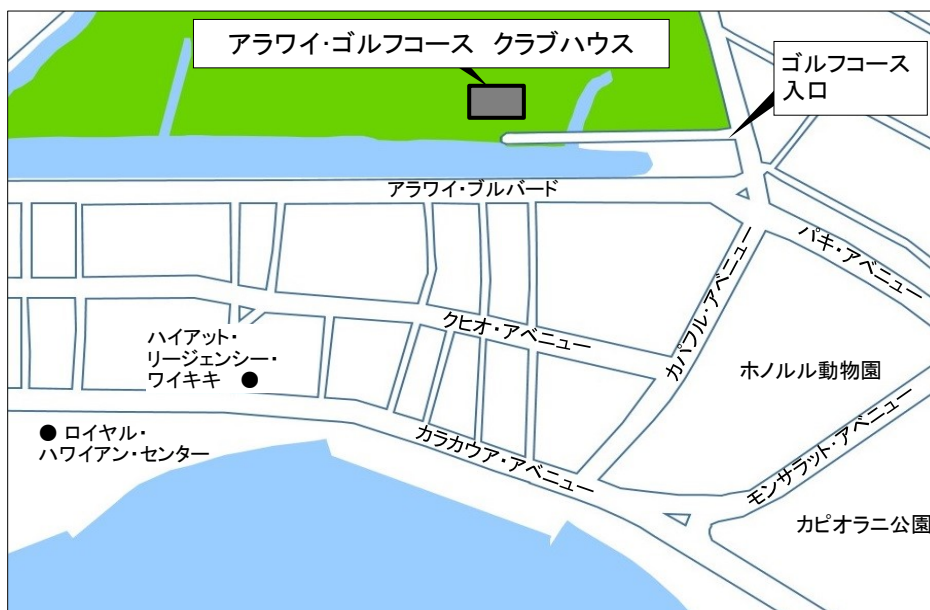 アラワイ・ゴルフコース　クラブハウス
ゴルフコース
入口
アラワイ・ブルバード
パキ・アベニュー
カパフル・アベニュー
クヒオ・アベニュー
ハイアット・
リージェンシー・
ワイキキ　●
ホノルル動物園
● ロイヤル・
ハワイアン・センター
カラカウア・アベニュー
モンサラット・アベニュー
カピオラニ公園